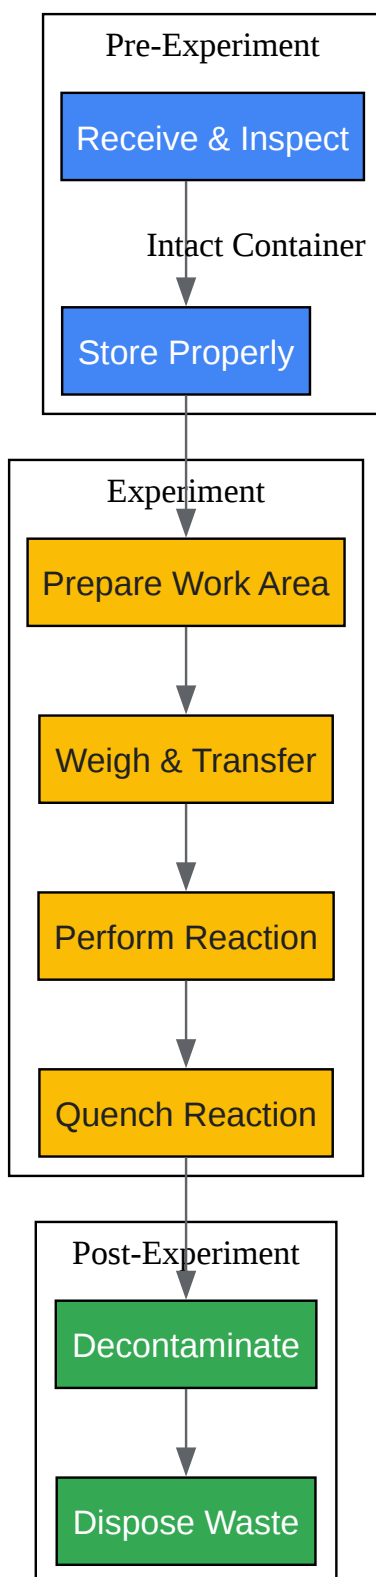 Pre-Experiment
Receive & Inspect
Intact Container
Store Properly
Experiment
Prepare Work Area
Weigh & Transfer
Perform Reaction
Quench Reaction
Post-Experiment
Decontaminate
Dispose Waste